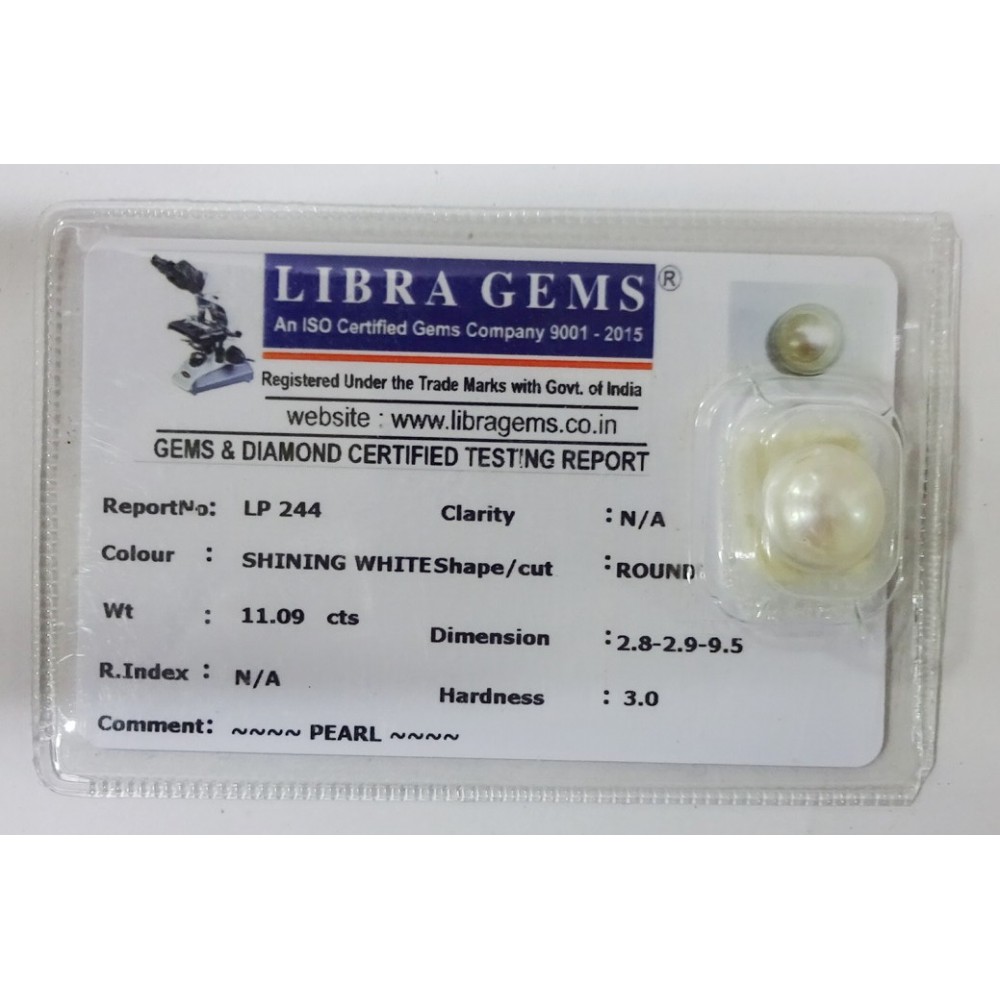 LIBRA GEMS®
An ISO Certified Gems Company 9001 - 2015
Registered Under the Trade Marks with Govt. of India
website : www.libragems.co.in
GEMS & DIAMOND CERTIFIED TESTING REPORT
ReportNo: LP 244 Clarity : N/A
Colour : SHINING WHITE Shape/cut : ROUND
Wt : 11.09 cts Dimension : 2.8-2.9-9.5
R.Index : N/A Hardness : 3.0
Comment: ~~~~ PEARL ~~~~